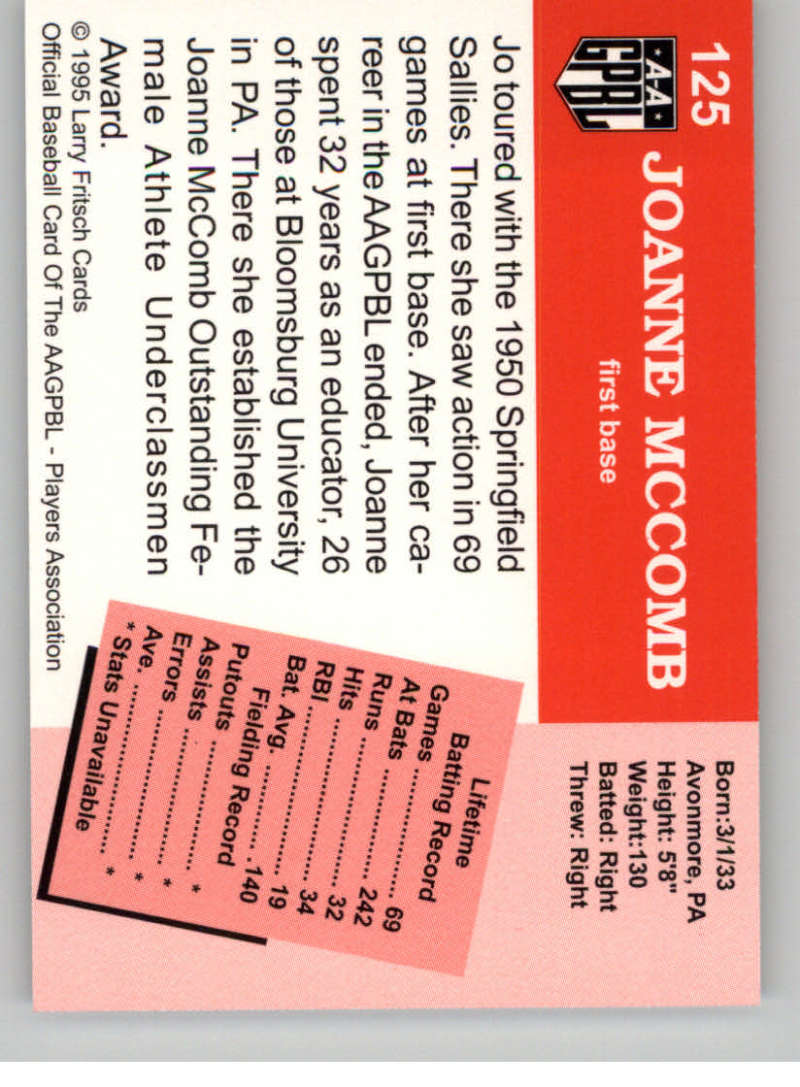 125
JOANNE MCCOMB
first base
A-A
GPBL
Born:3/1/33
Avonmore, PA
Height: 5'8"
Weight:130
Batted: Right
Threw: Right
Jo toured with the 1950 Springfield
Sallies. There she saw action in 69
games at first base. After her ca-
reer in the AAGPBL ended, Joanne
spent 32 years as an educator, 26
of those at Bloomsburg University
in PA. There she established the
Joanne McComb Outstanding Fe-
male Athlete Underclassmen
Award.
© 1995 Larry Fritsch Cards
Official Baseball Card Of The AAGPBL - Players Association
Lifetime
Batting Record
Games ........................ 69
At Bats ..................... 242
Runs .......................... 32
Hits ............................ 34
RBI ............................. 19
Bat. Avg. .................. .140
Fielding Record
Putouts ........................ *
Assists ........................ *
Errors .......................... *
Ave. .............................. *
* Stats Unavailable